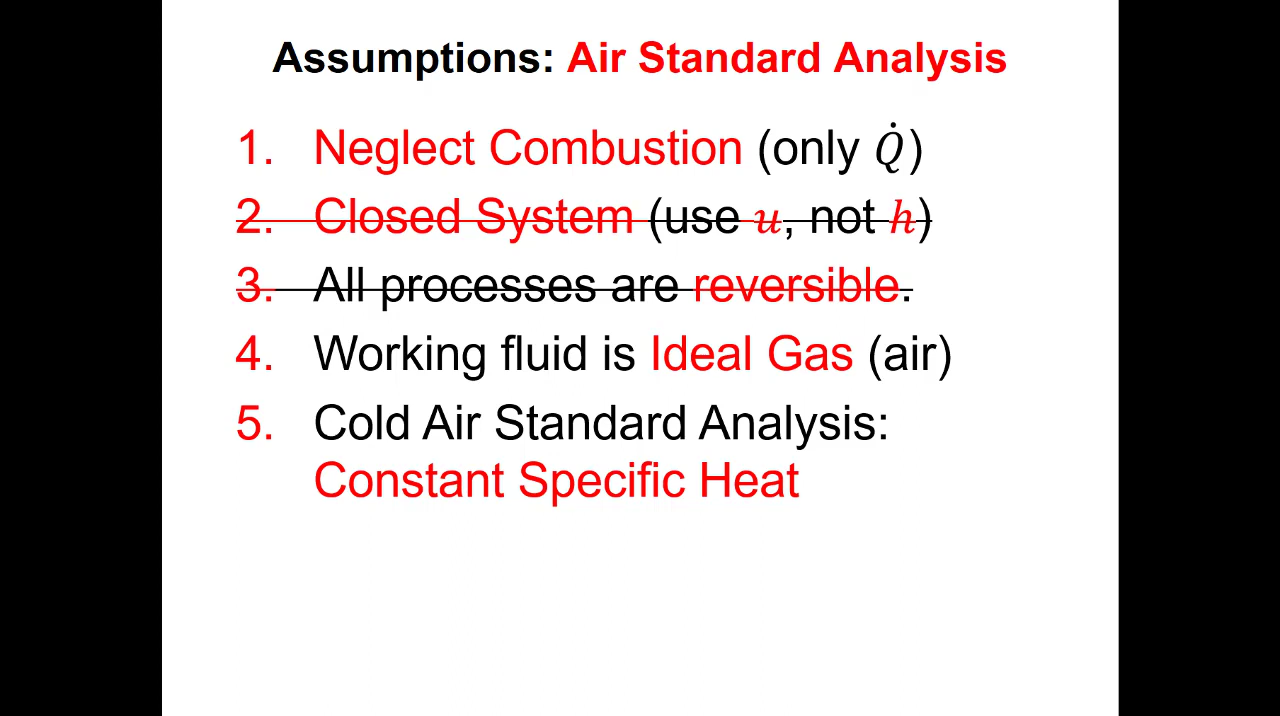 Assumptions: Air Standard Analysis
1. Neglect Combustion (only Q̇)
2. Closed System (use u, not h)
3. All processes are reversible.
4. Working fluid is Ideal Gas (air)
5. Cold Air Standard Analysis:
Constant Specific Heat